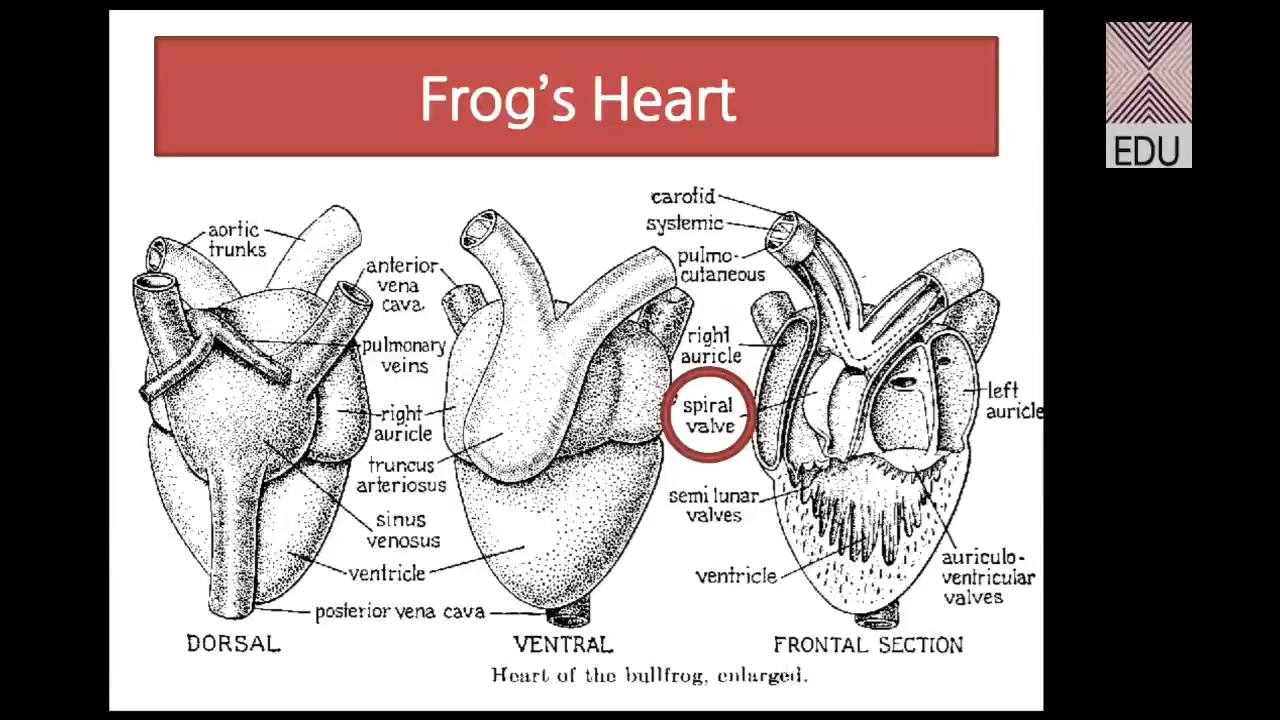 Frog's Heart
EDU
aortic
trunks
anterior
vena
cava
pulmonary
veins
right
auricle
truncus
arteriosus
sinus
venosus
ventricle
posterior vena cava
carotid
systemic
pulmo-
cutaneous
right
auricle
spiral
valve
semi lunar
valves
ventricle
left
auricle
auriculo-
ventricular
valves
DORSAL
VENTRAL
FRONTAL SECTION
Heart of the bullfrog, enlarged.